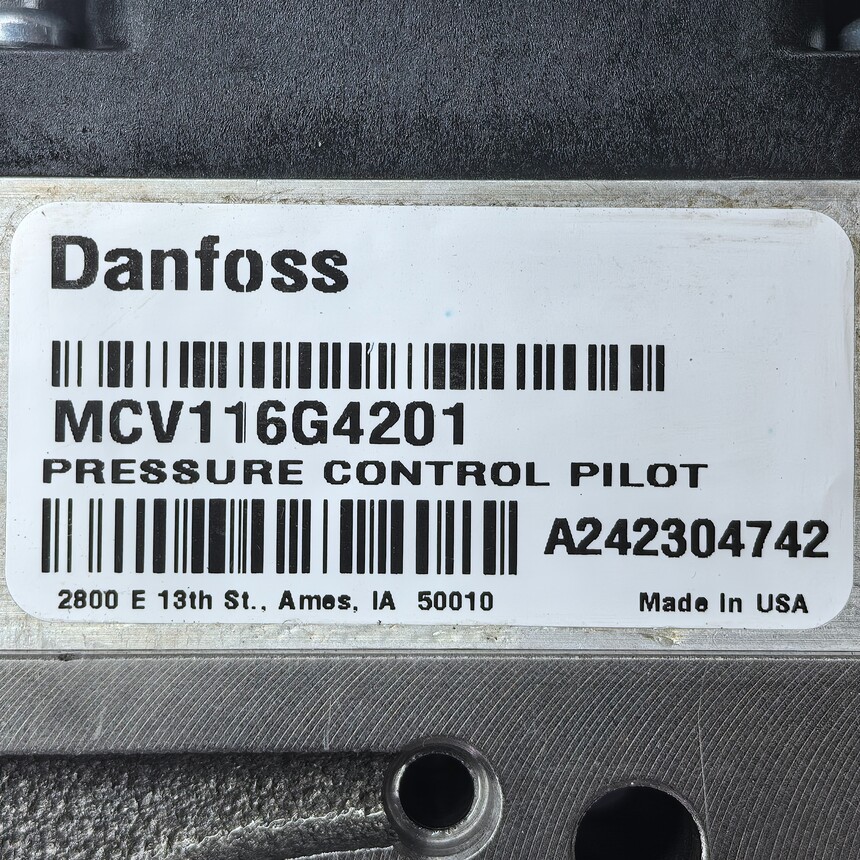 Danfoss
MCV116G4201
PRESSURE CONTROL PILOT
A242304742
2800 E 13th St., Ames, IA 50010
Made In USA